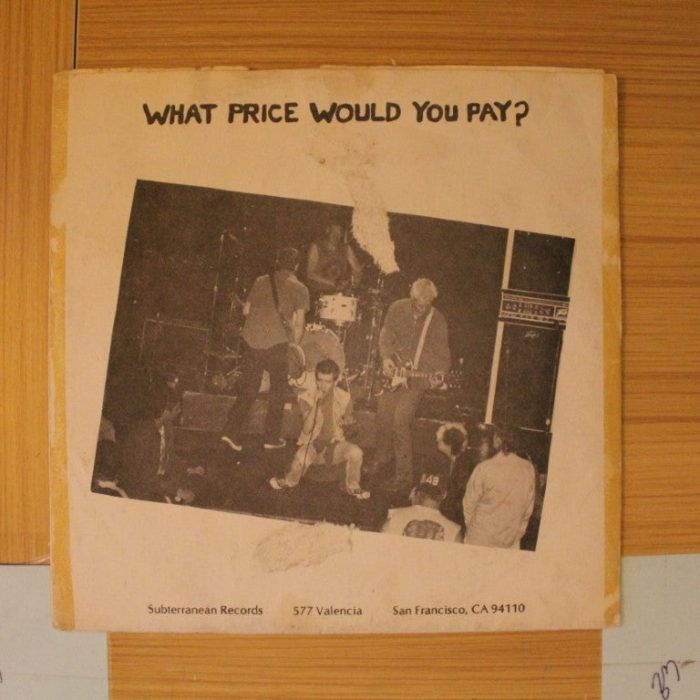 WHAT PRICE WOULD YOU PAY?
Subterranean Records 577 Valencia San Francisco, CA 94110